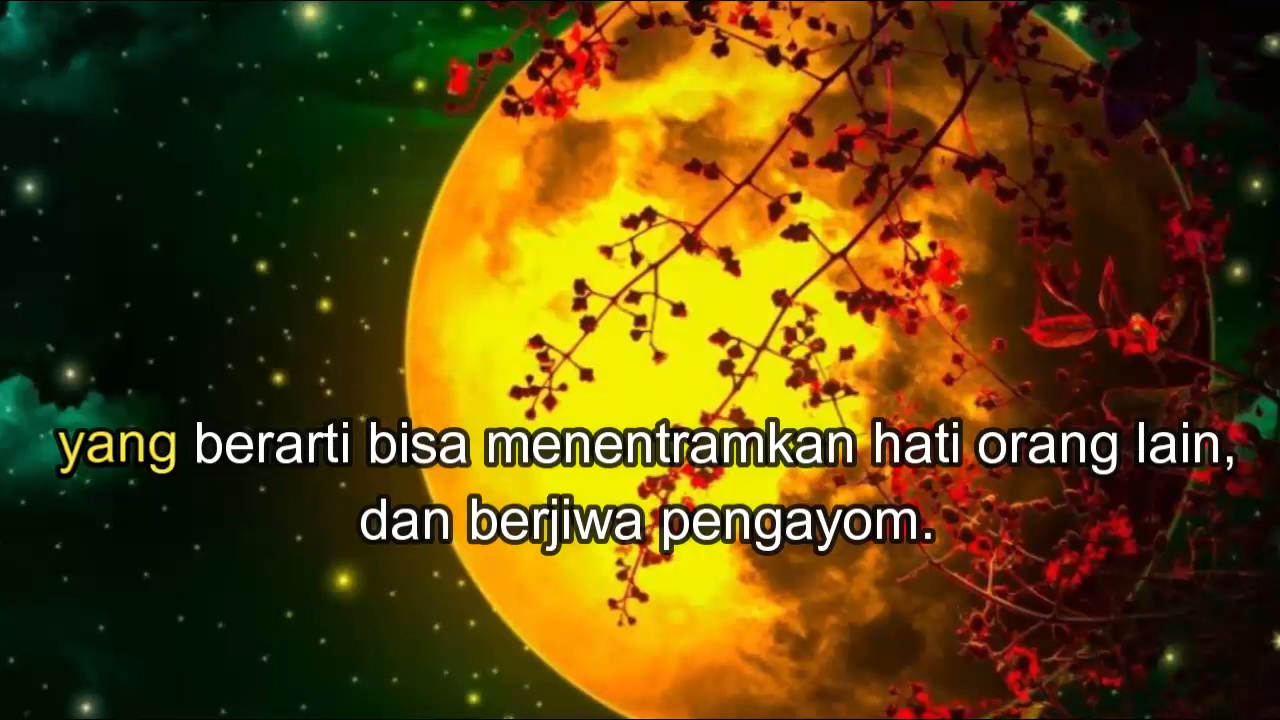 yang berarti bisa menentramkan hati orang lain,
dan berjiwa pengayom.